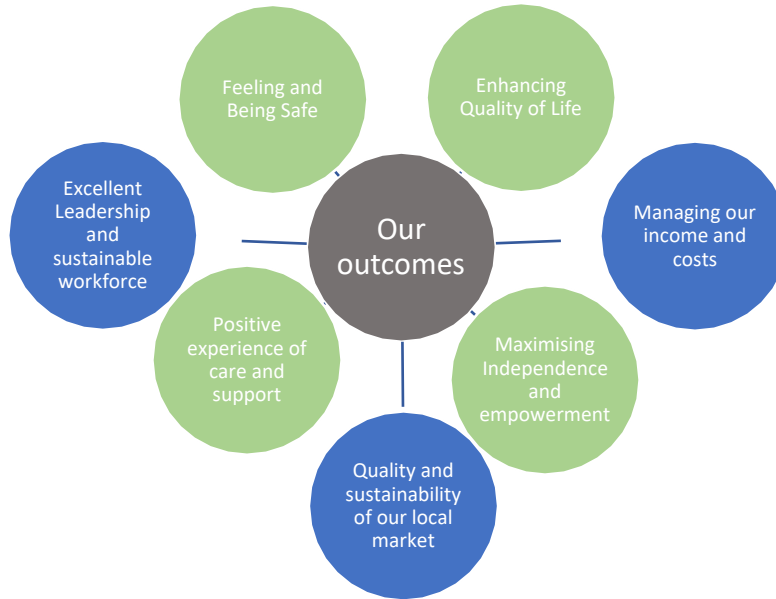 Feeling and
Being Safe
Enhancing
Quality of Life
Excellent
Leadership
and
sustainable
workforce
Our
outcomes
Managing our
income and
costs
Positive
experience of
care and
support
Maximising
Independence
and
empowerment
Quality and
sustainability
of our local
market